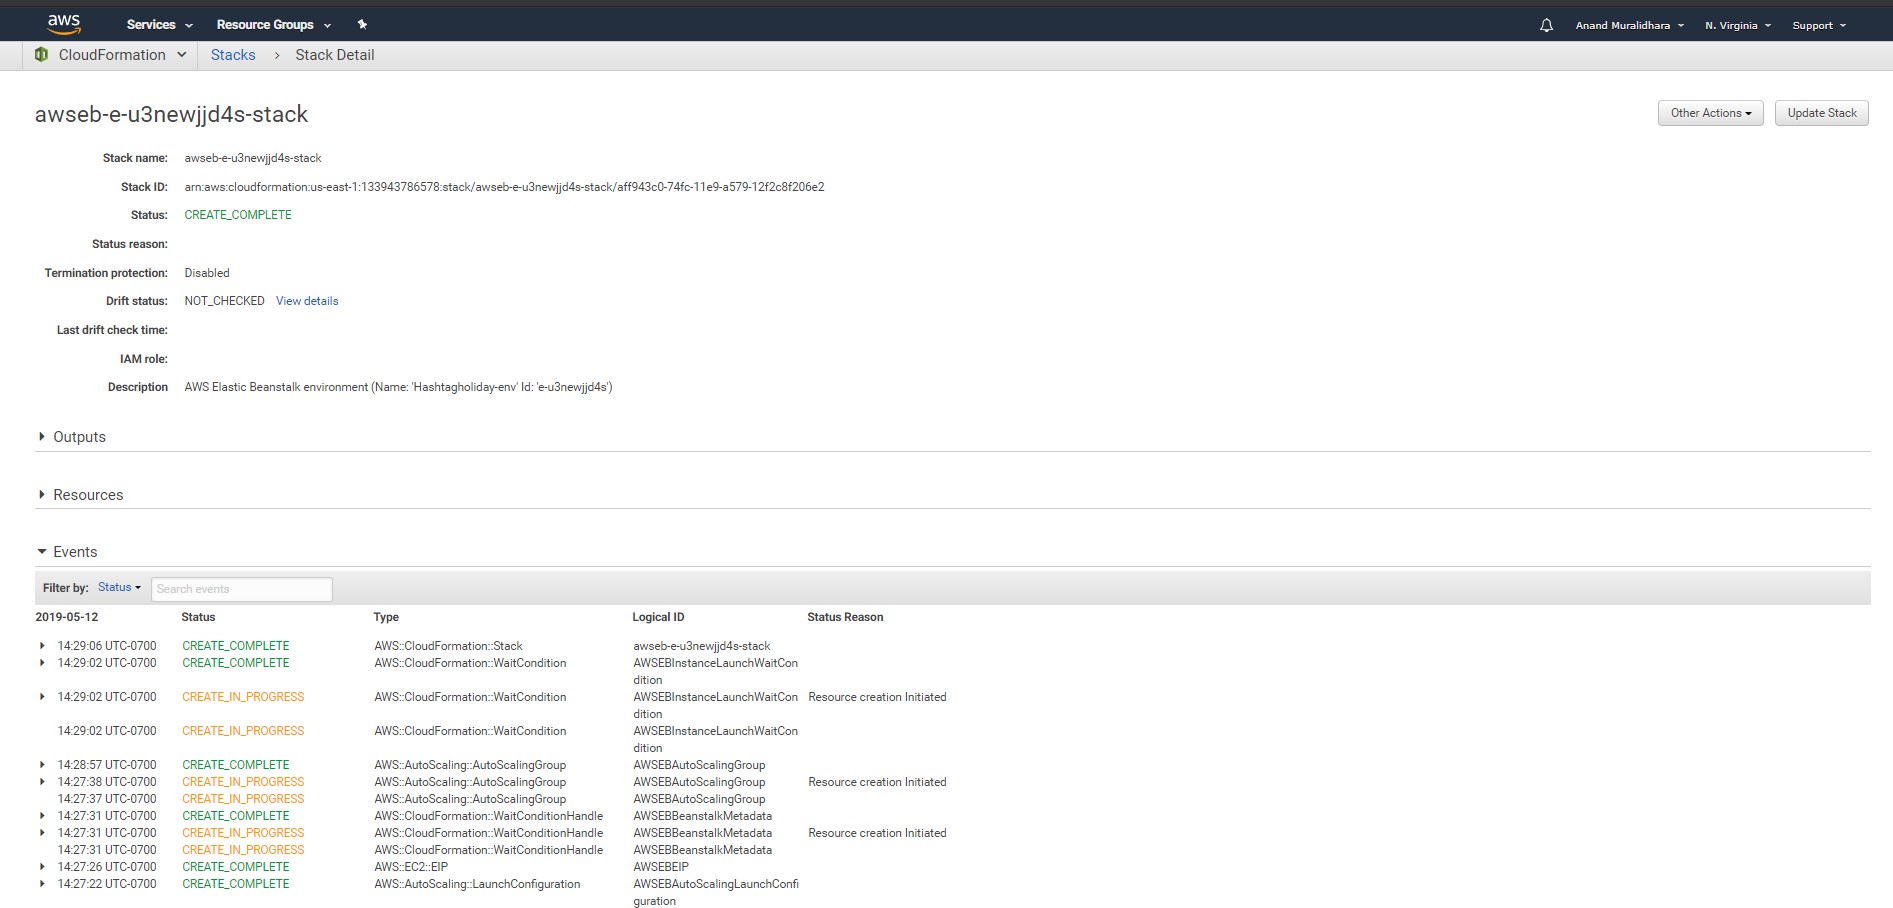 aws Services Resource Groups Anand Muralidhara N. Virginia Support
CloudFormation Stacks > Stack Detail
awseb-e-u3newjjd4s-stack Other Actions Update Stack
Stack name: awseb-e-u3newjjd4s-stack
Stack ID: arn:aws:cloudformation:us-east-1:133943786578:stack/awseb-e-u3newjjd4s-stack/aff943c0-74fc-11e9-a579-12f2c8f206e2
Status: CREATE_COMPLETE
Status reason:
Termination protection: Disabled
Drift status: NOT_CHECKED View details
Last drift check time:
IAM role:
Description AWS Elastic Beanstalk environment (Name: 'Hashtagholiday-env' Id: 'e-u3newjjd4s')
Outputs
Resources
Events
Filter by: Status Search events
2019-05-12 Status Type Logical ID Status Reason
14:29:06 UTC-0700 CREATE_COMPLETE AWS::CloudFormation::Stack awseb-e-u3newjjd4s-stack
14:29:02 UTC-0700 CREATE_COMPLETE AWS::CloudFormation::WaitCondition AWSEBInstanceLaunchWaitCon
dition
14:29:02 UTC-0700 CREATE_IN_PROGRESS AWS::CloudFormation::WaitCondition AWSEBInstanceLaunchWaitCon Resource creation Initiated
dition
14:29:02 UTC-0700 CREATE_IN_PROGRESS AWS::CloudFormation::WaitCondition AWSEBInstanceLaunchWaitCon
dition
14:28:57 UTC-0700 CREATE_COMPLETE AWS::AutoScaling::AutoScalingGroup AWSEBAutoScalingGroup
14:27:38 UTC-0700 CREATE_IN_PROGRESS AWS::AutoScaling::AutoScalingGroup AWSEBAutoScalingGroup Resource creation Initiated
14:27:37 UTC-0700 CREATE_IN_PROGRESS AWS::AutoScaling::AutoScalingGroup AWSEBAutoScalingGroup
14:27:31 UTC-0700 CREATE_COMPLETE AWS::CloudFormation::WaitConditionHandle AWSEBBeanstalkMetadata
14:27:31 UTC-0700 CREATE_IN_PROGRESS AWS::CloudFormation::WaitConditionHandle AWSEBBeanstalkMetadata Resource creation Initiated
14:27:31 UTC-0700 CREATE_IN_PROGRESS AWS::CloudFormation::WaitConditionHandle AWSEBBeanstalkMetadata
14:27:26 UTC-0700 CREATE_COMPLETE AWS::EC2::EIP AWSEBEIP
14:27:22 UTC-0700 CREATE_COMPLETE AWS::AutoScaling::LaunchConfiguration AWSEBAutoScalingLaunchConfi
guration